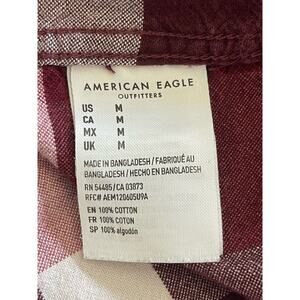 AMERICAN EAGLE
OUTFITTERS
US M
CA M
MX M
UK M
MADE IN BANGLADESH / FABRIQUÉ AU
BANGLADESH / HECHO EN BANGLADESH
RN 54485/CA 03873
RFC# AEM120605U9A
EN 100% COTTON
FR 100% COTON
SP 100% algodón